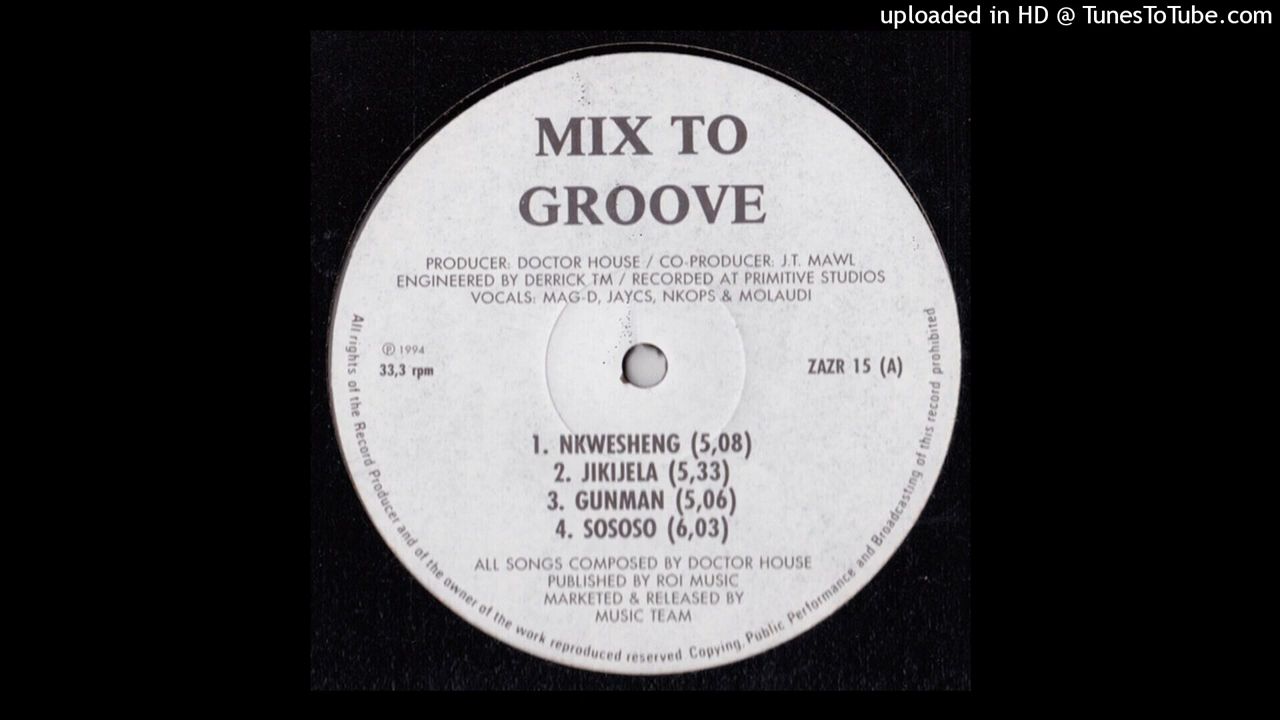 uploaded in HD @ TunesToTube.com
MIX TO
GROOVE
PRODUCER: DOCTOR HOUSE / CO-PRODUCER: J.T. MAWL
ENGINEERED BY DERRICK TM / RECORDED AT PRIMITIVE STUDIOS
VOCALS: MAG-D, JAYCS, NKOPS & MOLAUDI
℗ 1994
33,3 rpm
ZAZR 15 (A)
1. NKWESHENG (5,08)
2. JIKIJELA (5,33)
3. GUNMAN (5,06)
4. SOSOSO (6,03)
ALL SONGS COMPOSED BY DOCTOR HOUSE
PUBLISHED BY ROI MUSIC
MARKETED & RELEASED BY
MUSIC TEAM
All rights of the Record Producer and of the owner of the work reproduced reserved Copying, Public Performance and Broadcasting of this record prohibited